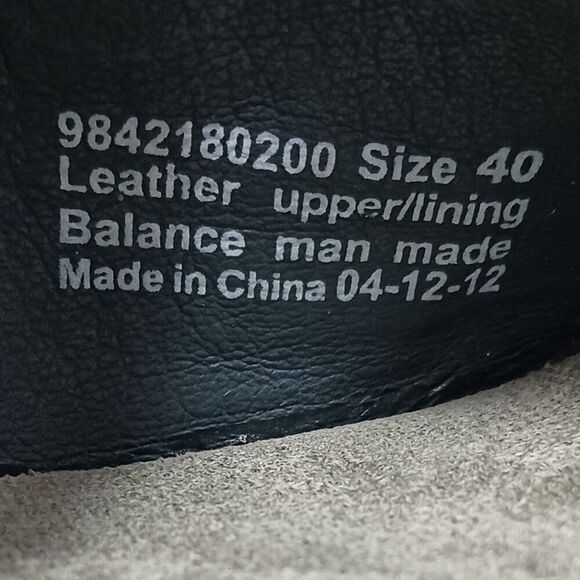 9842180200 Size 40
Leather upper/lining
Balance man made
Made in China 04-12-12